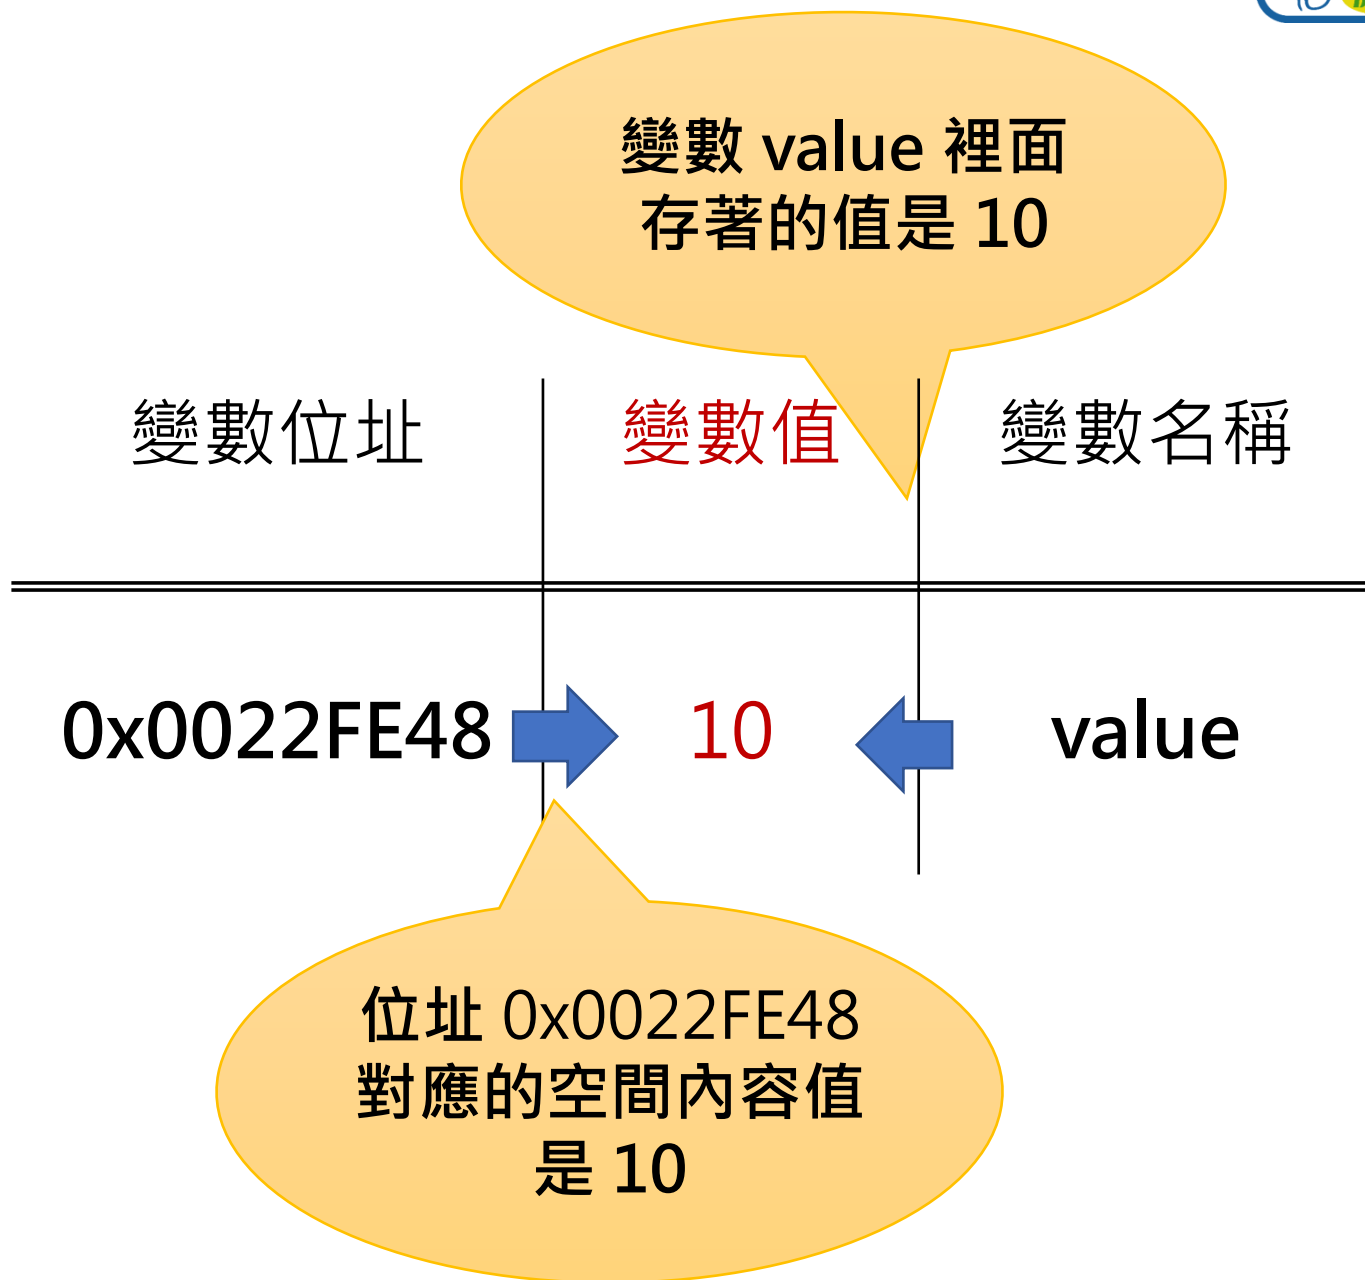 變數 value 裡面
存著的值是 10
變數位址 變數值 變數名稱
0x0022FE48 10 value
位址 0x0022FE48
對應的空間內容值
是 10